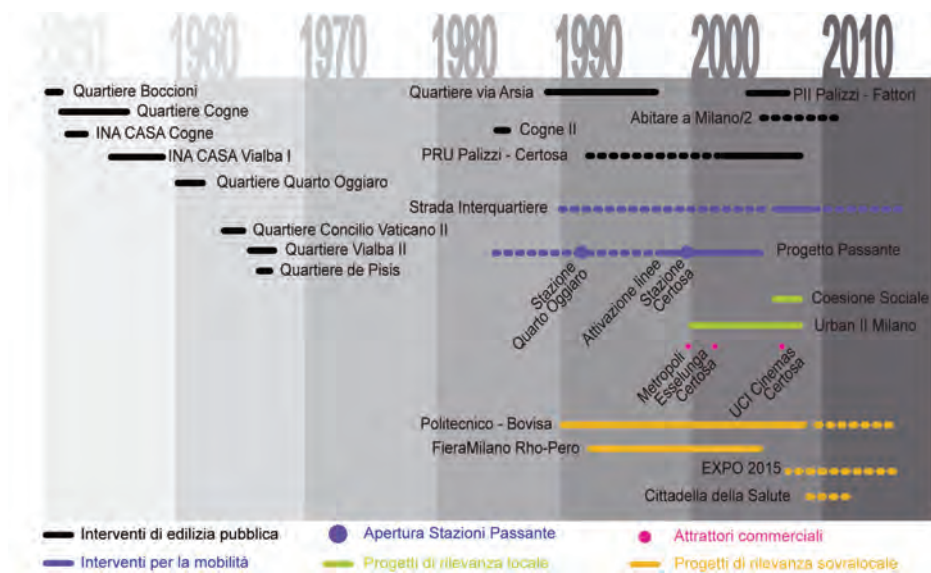 1950 1960 1970 1980 1990 2000 2010
Quartiere Boccioni
Quartiere via Arsia
PII Palizzi - Fattori
Quartiere Cogne
Abitare a Milano/2
INA CASA Cogne
Cogne II
INA CASA Vialba I
PRU Palizzi - Certosa
Quartiere Quarto Oggiaro
Strada Interquartiere
Quartiere Concilio Vaticano II
Quartiere Vialba II
Progetto Passante
Quartiere de Pisis
Stazione
Quarto Oggiaro
Attivazione linee
Stazione
Certosa
Coesione Sociale
Urban II Milano
Metropoli
Esselunga
Certosa
UCI Cinemas
Certosa
Politecnico - Bovisa
FieraMilano Rho-Pero
EXPO 2015
Cittadella della Salute
Interventi di edilizia pubblica
Apertura Stazioni Passante
Attrattori commerciali
Interventi per la mobilità
Progetti di rilevanza locale
Progetti di rilevanza sovralocale